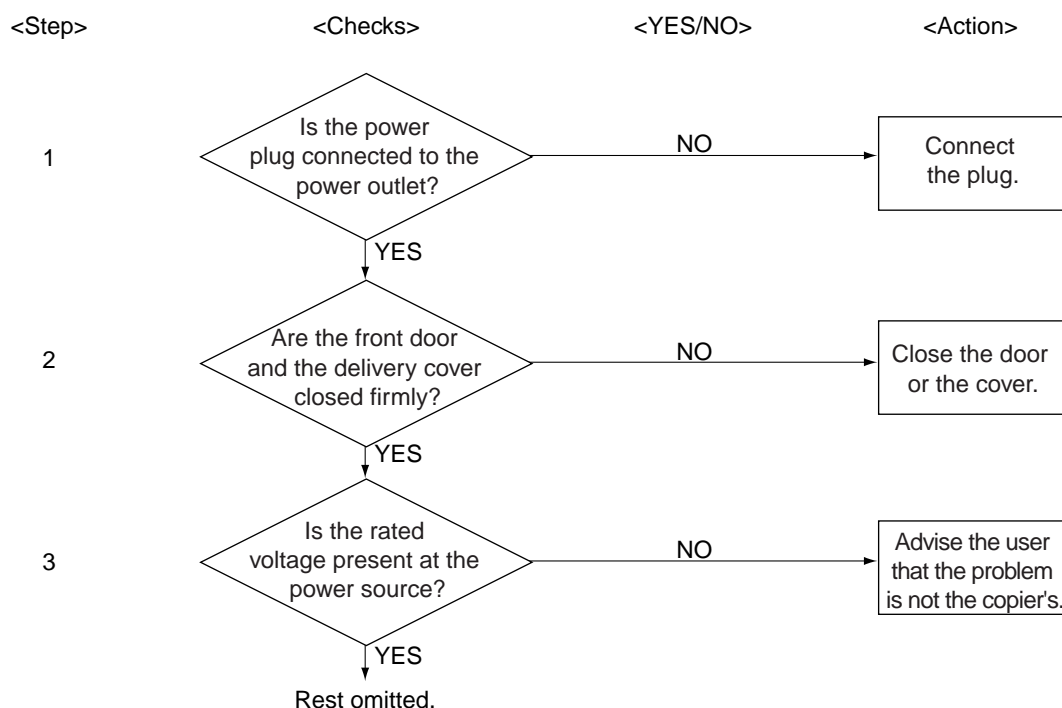 <Step>
<Checks>
<YES/NO>
<Action>
1
Is the power
plug connected to the
power outlet?
NO
Connect
the plug.
YES
2
Are the front door
and the delivery cover
closed firmly?
NO
Close the door
or the cover.
YES
3
Is the rated
voltage present at the
power source?
NO
Advise the user
that the problem
is not the copier's.
YES
Rest omitted.